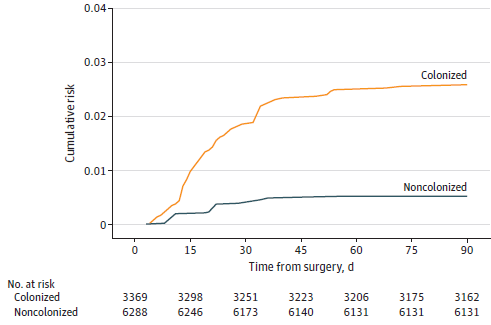 0.04
0.03
Colonized
0.02
Cumulative risk
0.01
Noncolonized
0
0 15 30 45 60 75 90
Time from surgery, d
No. at risk
Colonized 3369 3298 3251 3223 3206 3175 3162
Noncolonized 6288 6246 6173 6140 6131 6131 6131